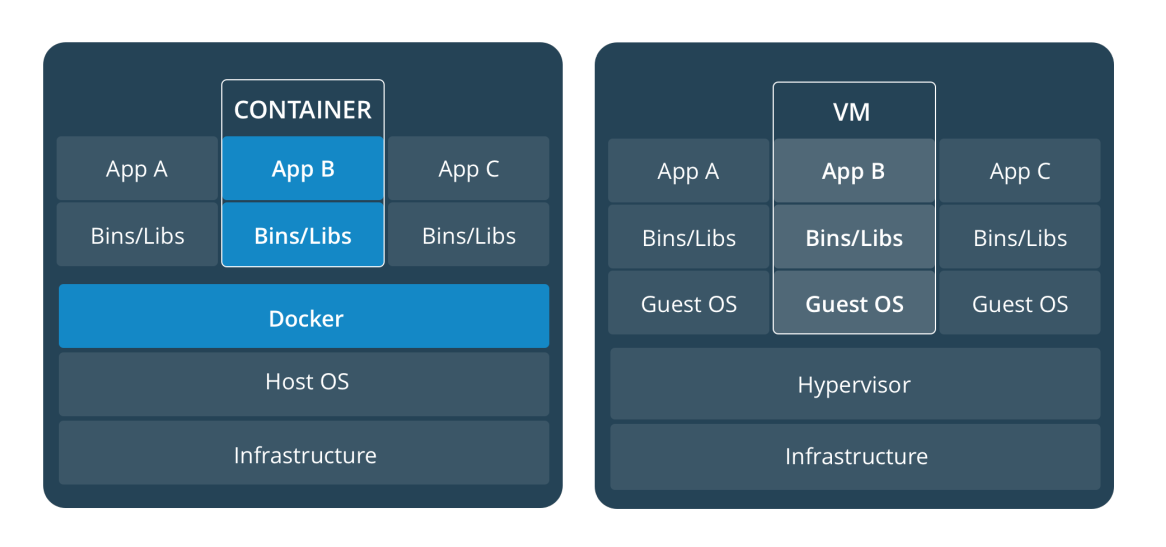 CONTAINER
App A
App B
App C
Bins/Libs
Bins/Libs
Bins/Libs
Docker
Host OS
Infrastructure
VM
App A
App B
App C
Bins/Libs
Bins/Libs
Bins/Libs
Guest OS
Guest OS
Guest OS
Hypervisor
Infrastructure